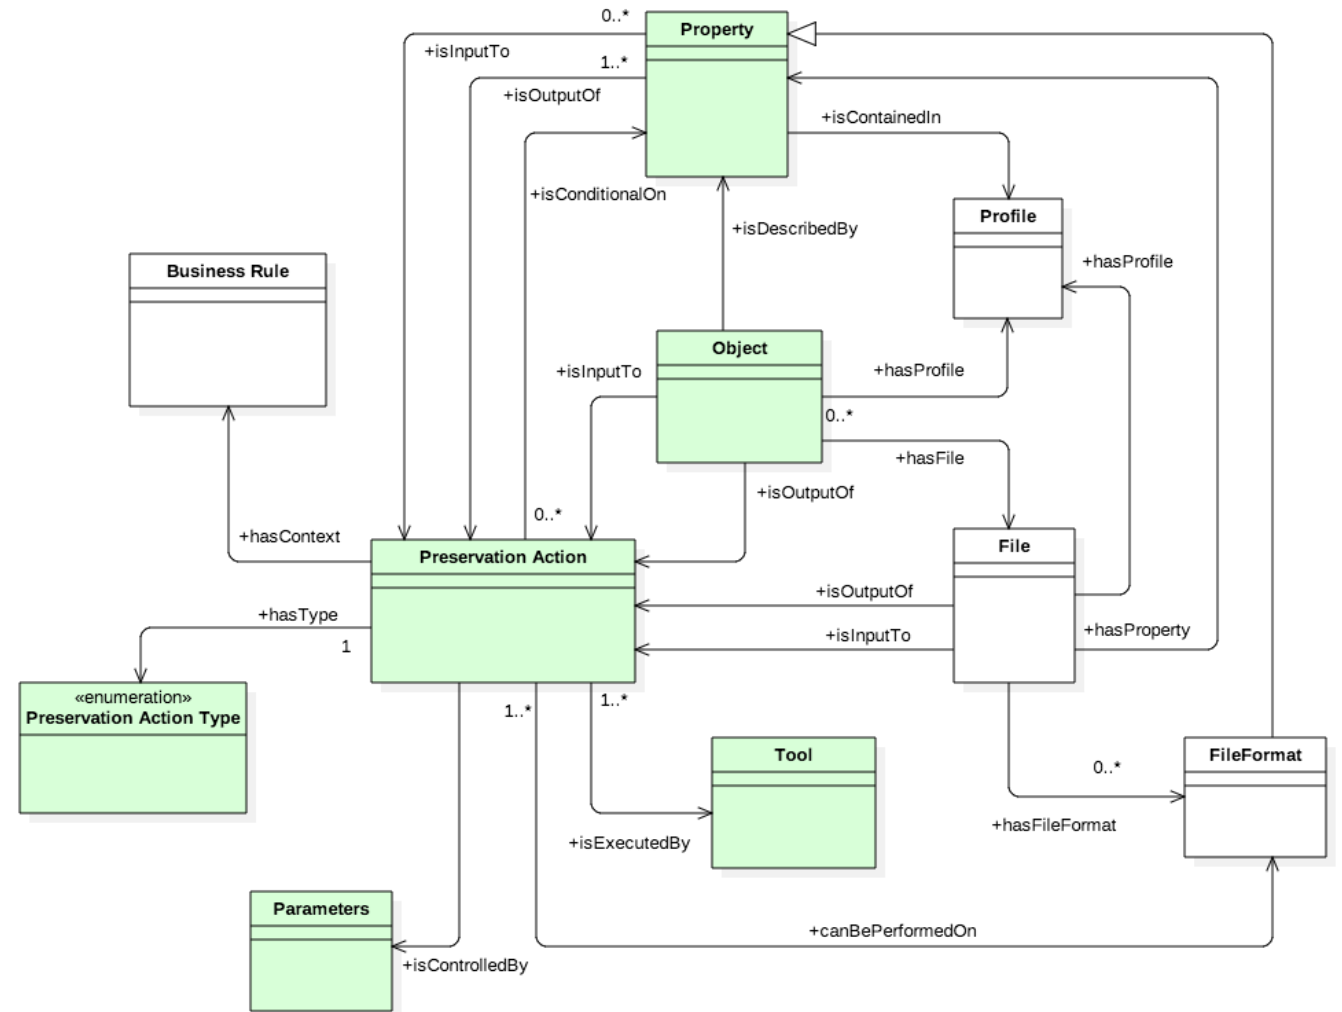 0..*
Property
+isInputTo
1..*
+isOutputOf
+isContainedIn
+isConditionalOn
Profile
+isDescribedBy
+hasProfile
Business Rule
Object
+isInputTo
+hasProfile
0..*
+hasFile
+isOutputOf
0..*
+hasContext
Preservation Action
File
+isOutputOf
+hasType
+hasProperty
+isInputTo
1
«enumeration»
Preservation Action Type
1..*
1..*
Tool
FileFormat
0..*
+hasFileFormat
+isExecutedBy
Parameters
+canBePerformedOn
+isControlledBy